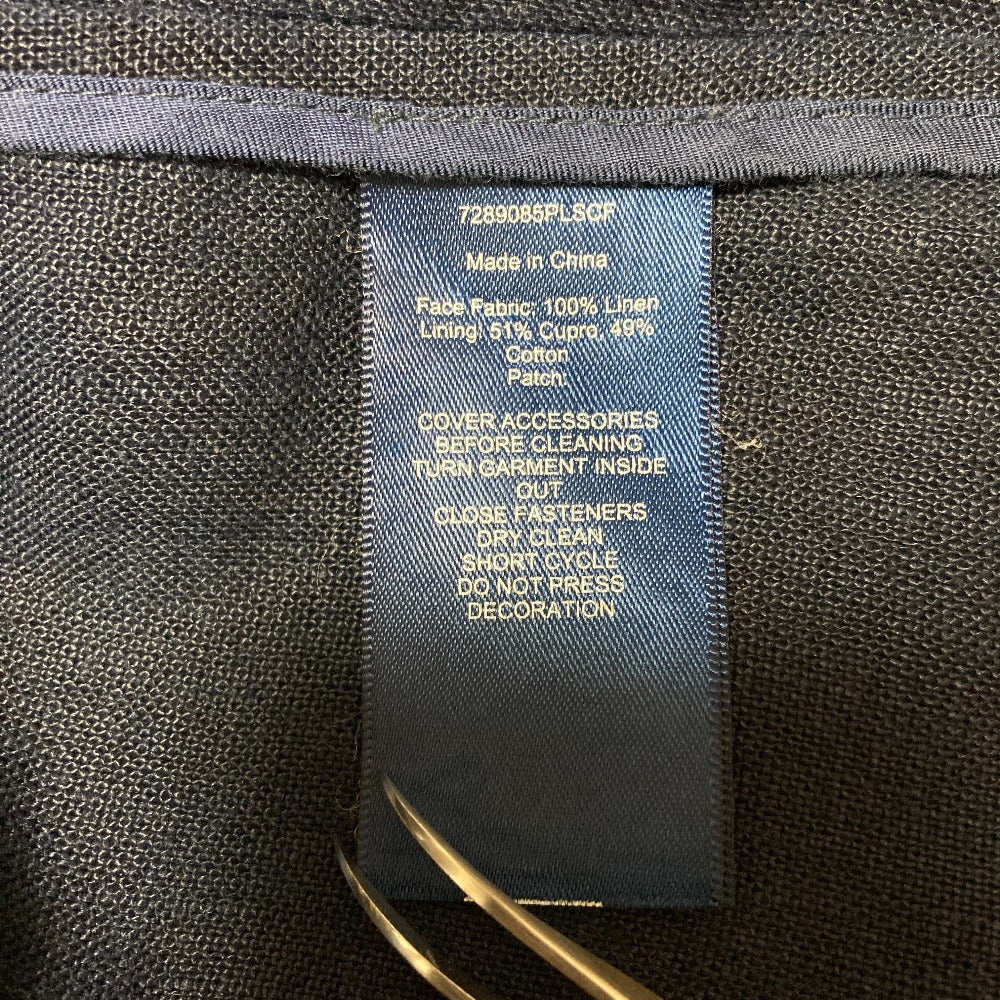 7289085PLSCF
Made in China
Face Fabric: 100% Linen
Lining: 51% Cupro, 49%
Cotton
Patch:
COVER ACCESSORIES
BEFORE CLEANING
TURN GARMENT INSIDE
OUT
CLOSE FASTENERS
DRY CLEAN
SHORT CYCLE
DO NOT PRESS
DECORATION